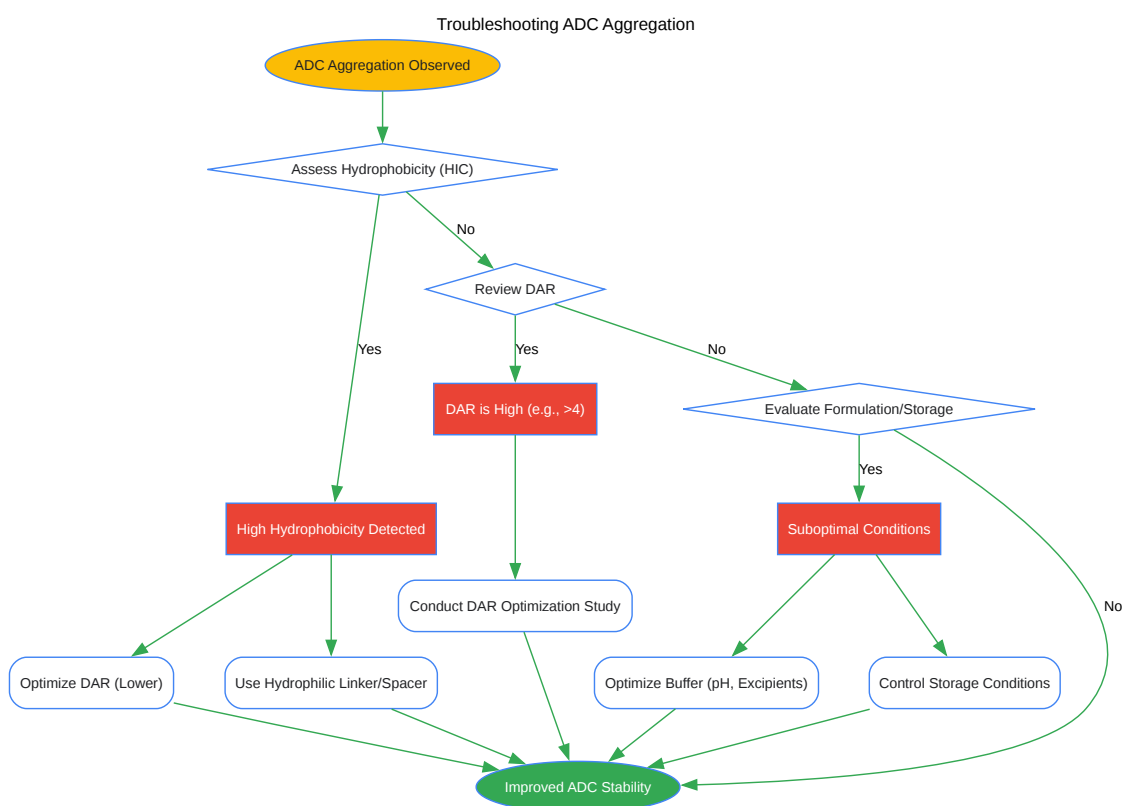 Troubleshooting ADC Aggregation
ADC Aggregation Observed
Assess Hydrophobicity (HIC)
No
Review DAR
Yes
Yes
No
DAR is High (e.g., >4)
Evaluate Formulation/Storage
Yes
High Hydrophobicity Detected
Suboptimal Conditions
Conduct DAR Optimization Study
No
Optimize DAR (Lower)
Use Hydrophilic Linker/Spacer
Optimize Buffer (pH, Excipients)
Control Storage Conditions
Improved ADC Stability